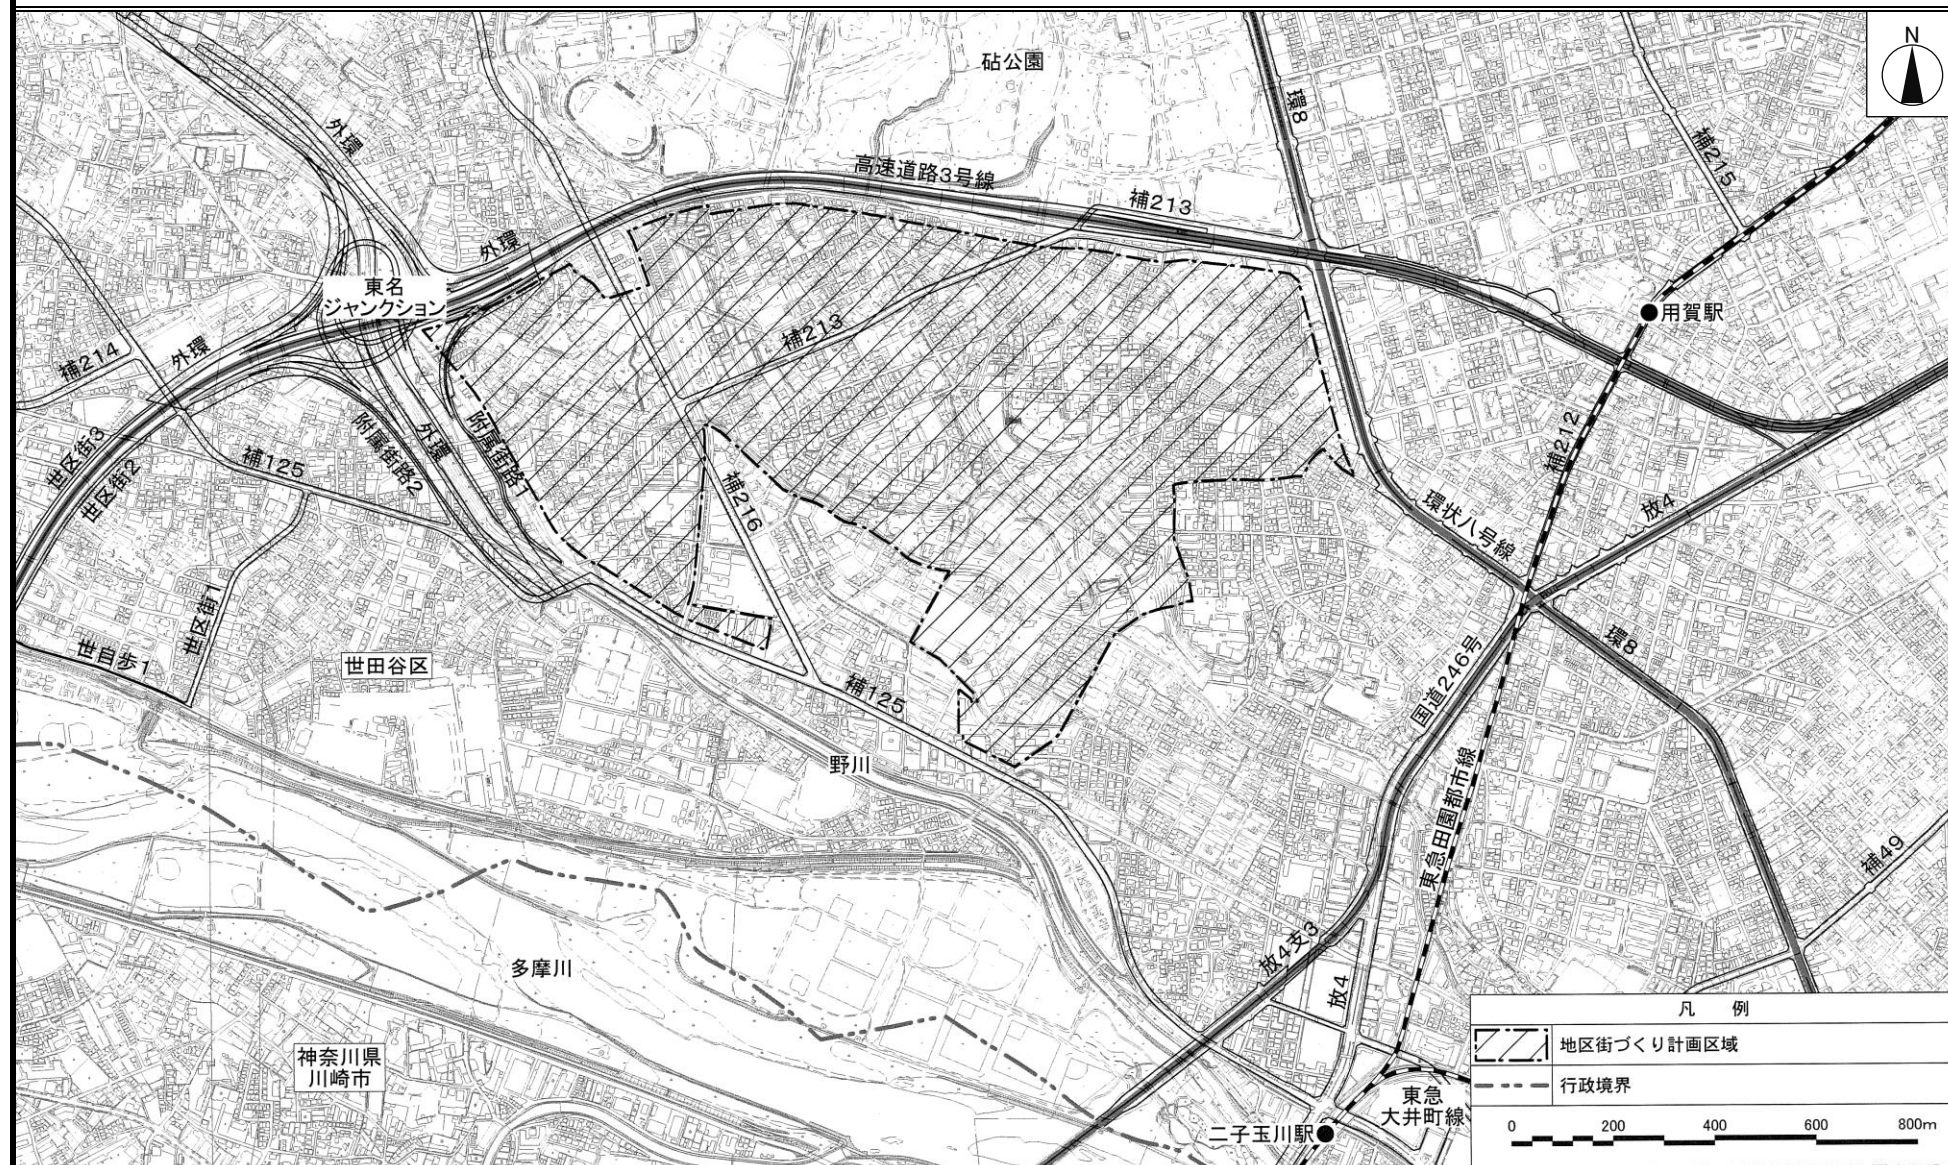 N
砧公園
環8
補215
外環
高速道路3号線
補213
外環
東名
ジャンクション
用賀駅
補213
補214
外環
世区街3
世区街2
補125
附属街路2
外環
附属街路1
補216
補212
環状八号線
放4
世区街1
世自歩1
世田谷区
環8
補125
国道246号
野川
東急田園都市線
補49
多摩川
放4支3
放4
神奈川県
川崎市
東急
大井町線
二子玉川駅
凡 例
地区街づくり計画区域
行政境界
0 200 400 600 800m